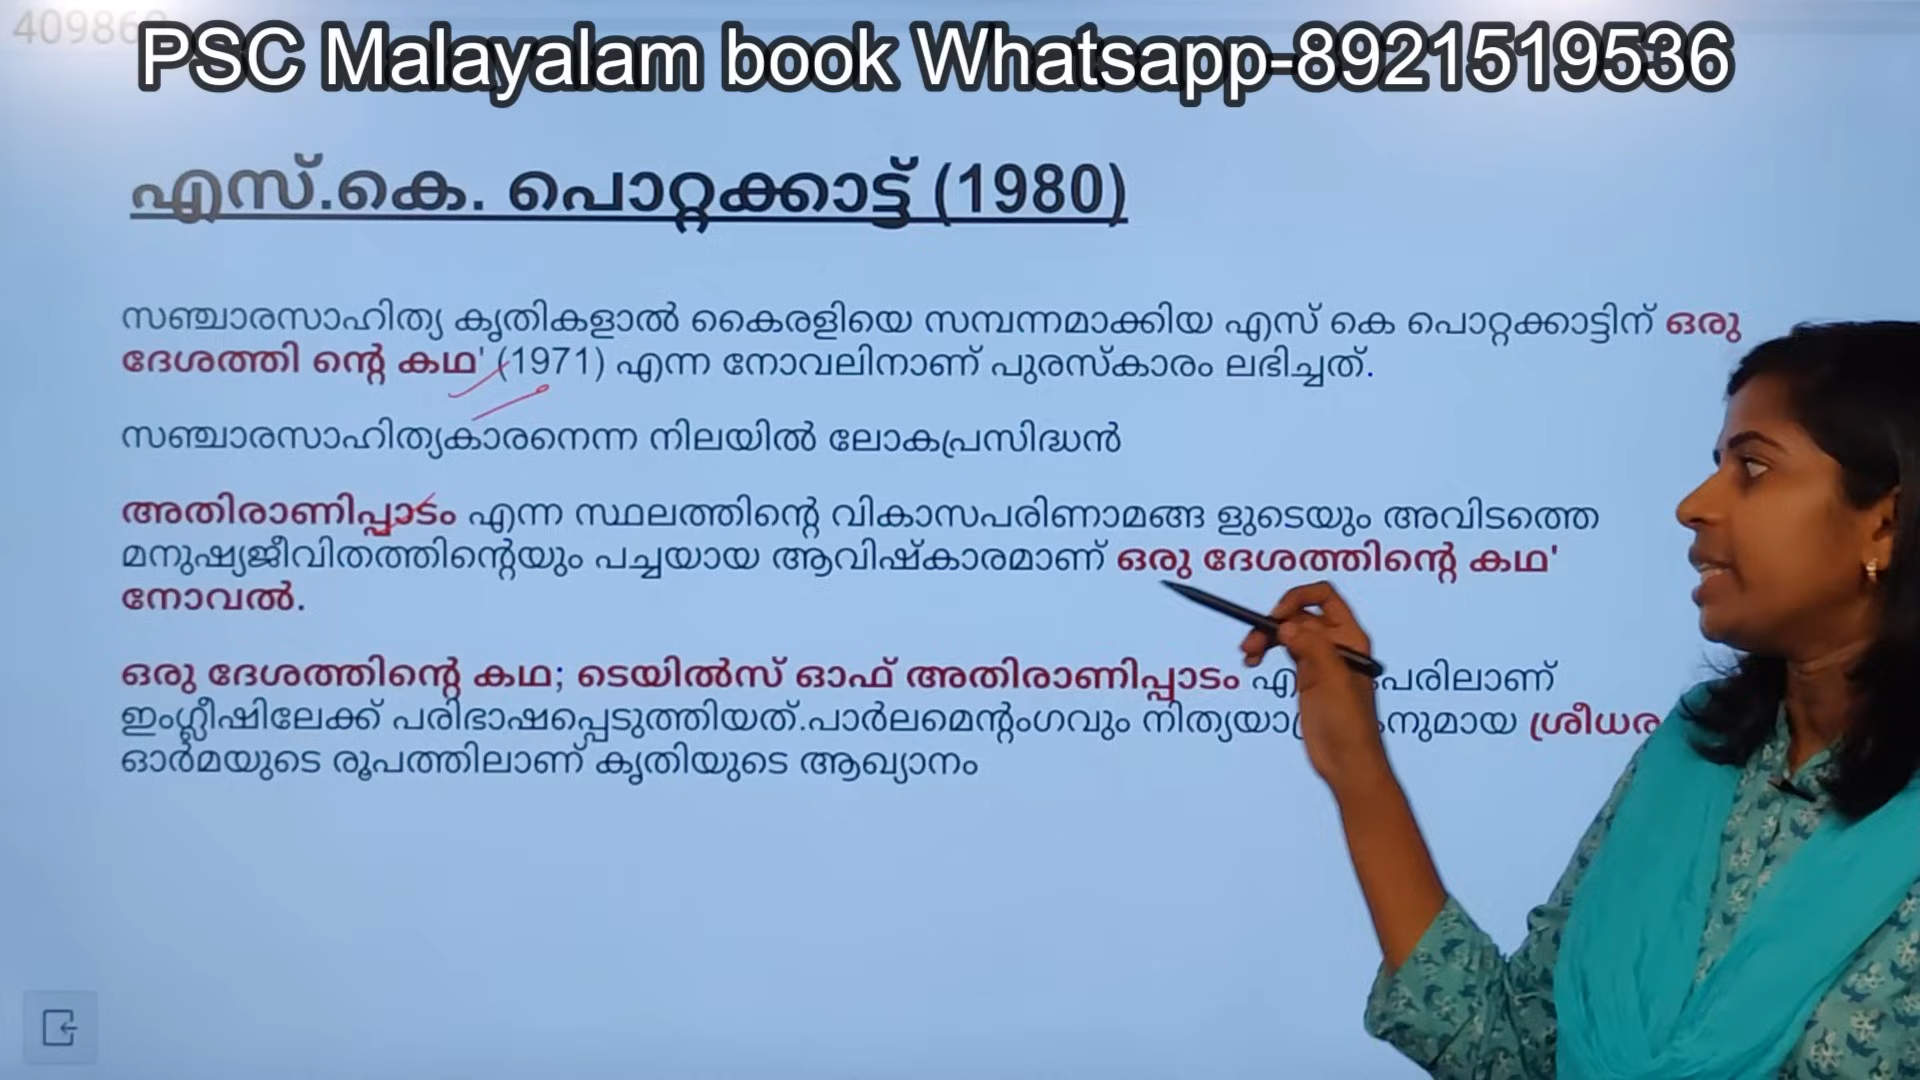 409860
PSC Malayalam book Whatsapp-8921519536
എസ്.കെ. പൊറ്റക്കാട്ട് (1980)
സഞ്ചാരസാഹിത്യ കൃതികളാൽ കൈരളിയെ സമ്പന്നമാക്കിയ എസ് കെ പൊറ്റക്കാട്ടിന് ഒരു
ദേശത്തി ന്റെ കഥ' (1971) എന്ന നോവലിനാണ് പുരസ്കാരം ലഭിച്ചത്.
സഞ്ചാരസാഹിത്യകാരനെന്ന നിലയിൽ ലോകപ്രസിദ്ധൻ
അതിരാണിപ്പാടം എന്ന സ്ഥലത്തിന്റെ വികാസപരിണാമങ്ങ ളുടെയും അവിടത്തെ
മനുഷ്യജീവിതത്തിന്റെയും പച്ചയായ ആവിഷ്കാരമാണ് ഒരു ദേശത്തിന്റെ കഥ'
നോവൽ.
ഒരു ദേശത്തിന്റെ കഥ; ടെയിൽസ് ഓഫ് അതിരാണിപ്പാടം
ഇംഗ്ലീഷിലേക്ക് പരിഭാഷപ്പെടുത്തിയത്.പാർലമെന്റംഗവും
ഓർമയുടെ രൂപത്തിലാണ് കൃതിയുടെ ആഖ്യാനം